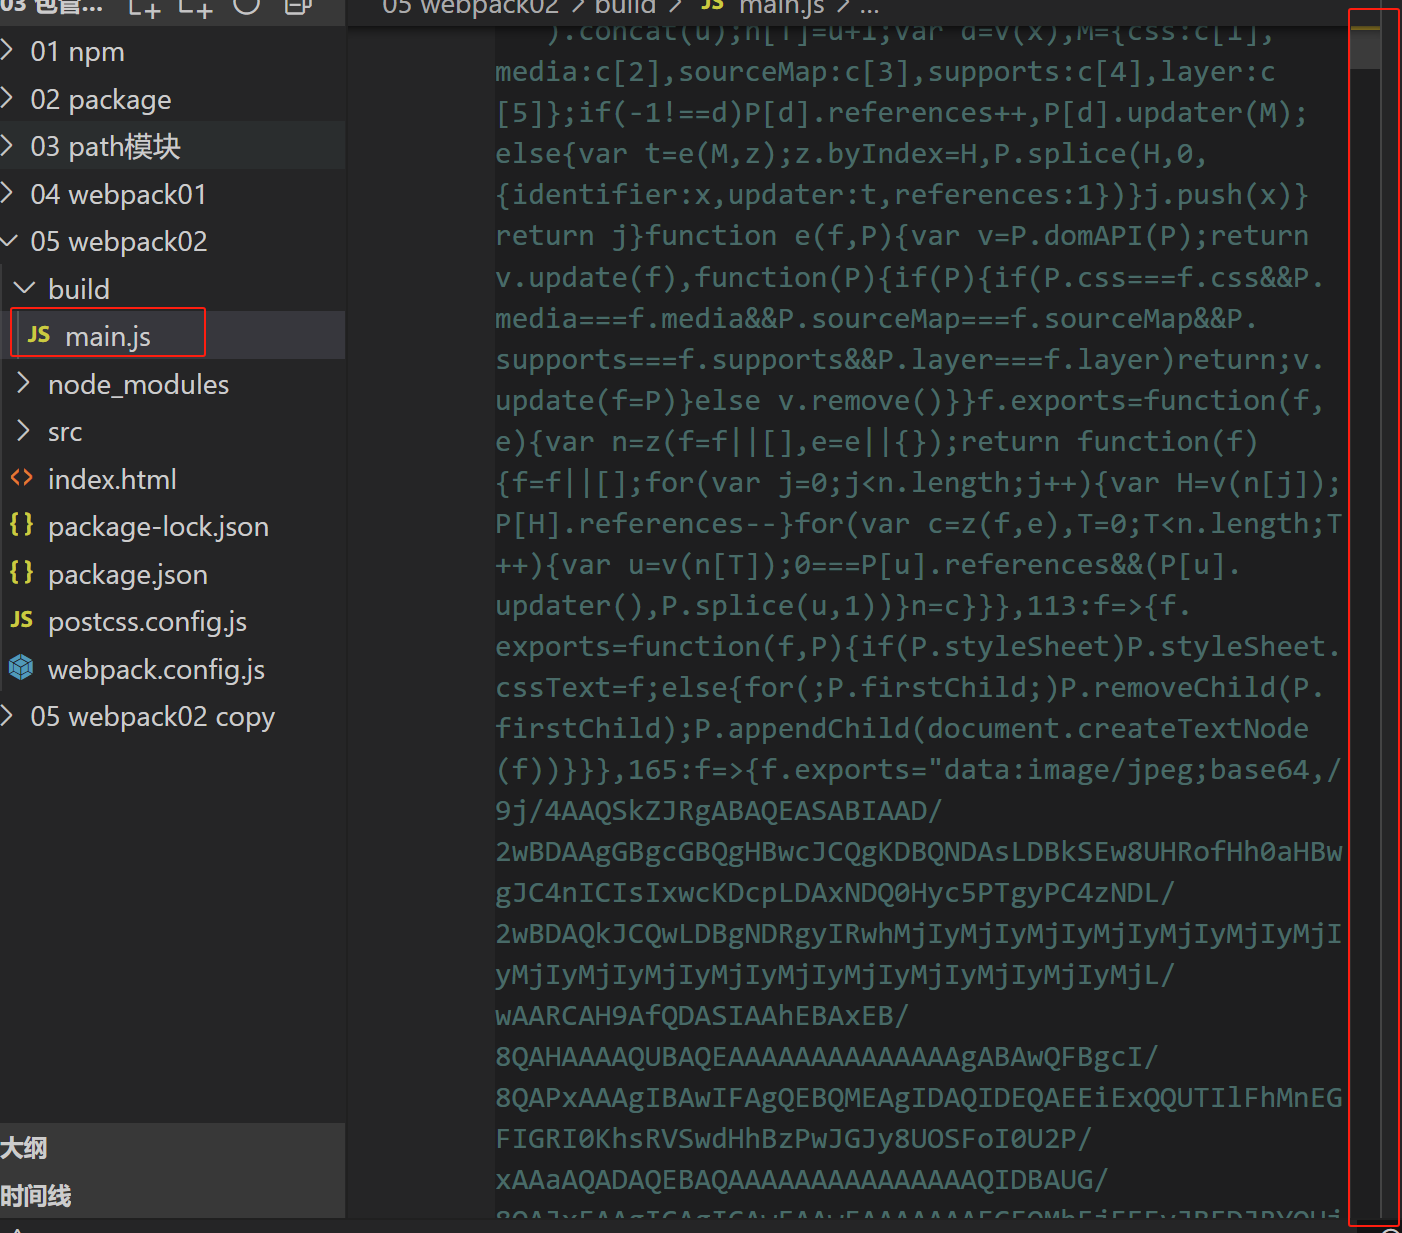 03 包管...
05 webpack02 > build > JS main.js > ...
01 npm
02 package
03 path模块
04 webpack01
05 webpack02
build
JS main.js
node_modules
src
<> index.html
{} package-lock.json
{} package.json
JS postcss.config.js
webpack.config.js
05 webpack02 copy
大纲
时间线
).concat(u);n[T]=u+1;var d=v(x),M={css:c[1],
media:c[2],sourceMap:c[3],supports:c[4],layer:c
[5]};if(-1!==d)P[d].references++,P[d].updater(M);
else{var t=e(M,z);z.byIndex=H,P.splice(H,0,
{identifier:x,updater:t,references:1})}j.push(x)}
return j}function e(f,P){var v=P.domAPI(P);return
v.update(f),function(P){if(P){if(P.css===f.css&&P.
media===f.media&&P.sourceMap===f.sourceMap&&P.
supports===f.supports&&P.layer===f.layer)return;v.
update(f=P)}else v.remove()}}f.exports=function(f,
e){var n=z(f=f||[],e=e||{});return function(f)
{f=f||[];for(var j=0;j<n.length;j++){var H=v(n[j]);
P[H].references--}for(var c=z(f,e),T=0;T<n.length;T
++){var u=v(n[T]);0===P[u].references&&(P[u].
updater(),P.splice(u,1))}n=c}}},113:f=>{f.
exports=function(f,P){if(P.styleSheet)P.styleSheet.
cssText=f;else{for(;P.firstChild;)P.removeChild(P.
firstChild);P.appendChild(document.createTextNode
(f))}}},165:f=>{f.exports="data:image/jpeg;base64,/
9j/4AAQSkZJRgABAQEASABIAAD/
2wBDAAgGBgcGBQgHBwcJCQgKDBQNDAsLDBkSEw8UHRofHh0aHBw
gJC4nICIsIxwcKDcpLDAxNDQ0Hyc5PTgyPC4zNDL/
2wBDAQkJCQwLDBgNDRgyIRwhMjIyMjIyMjIyMjIyMjIyMjIyMjI
yMjIyMjIyMjIyMjIyMjIyMjIyMjIyMjIyMjIyMjL/
wAARCAH9AfQDASIAAhEBAxEB/
8QAHAAAAQUBAQEAAAAAAAAAAAAAAAgABAwQFBgcI/
8QAPxAAAgIBAwIFAgQEBQMEAgIDAQIDEQAEEiExQQUTIlFhMnEG
FIGRI0KhsRVSwdHhBzPwJGJy8UOSFoI0U2P/
xAAaAQADAQEBAQAAAAAAAAAAAAAAAQIDBAUG/